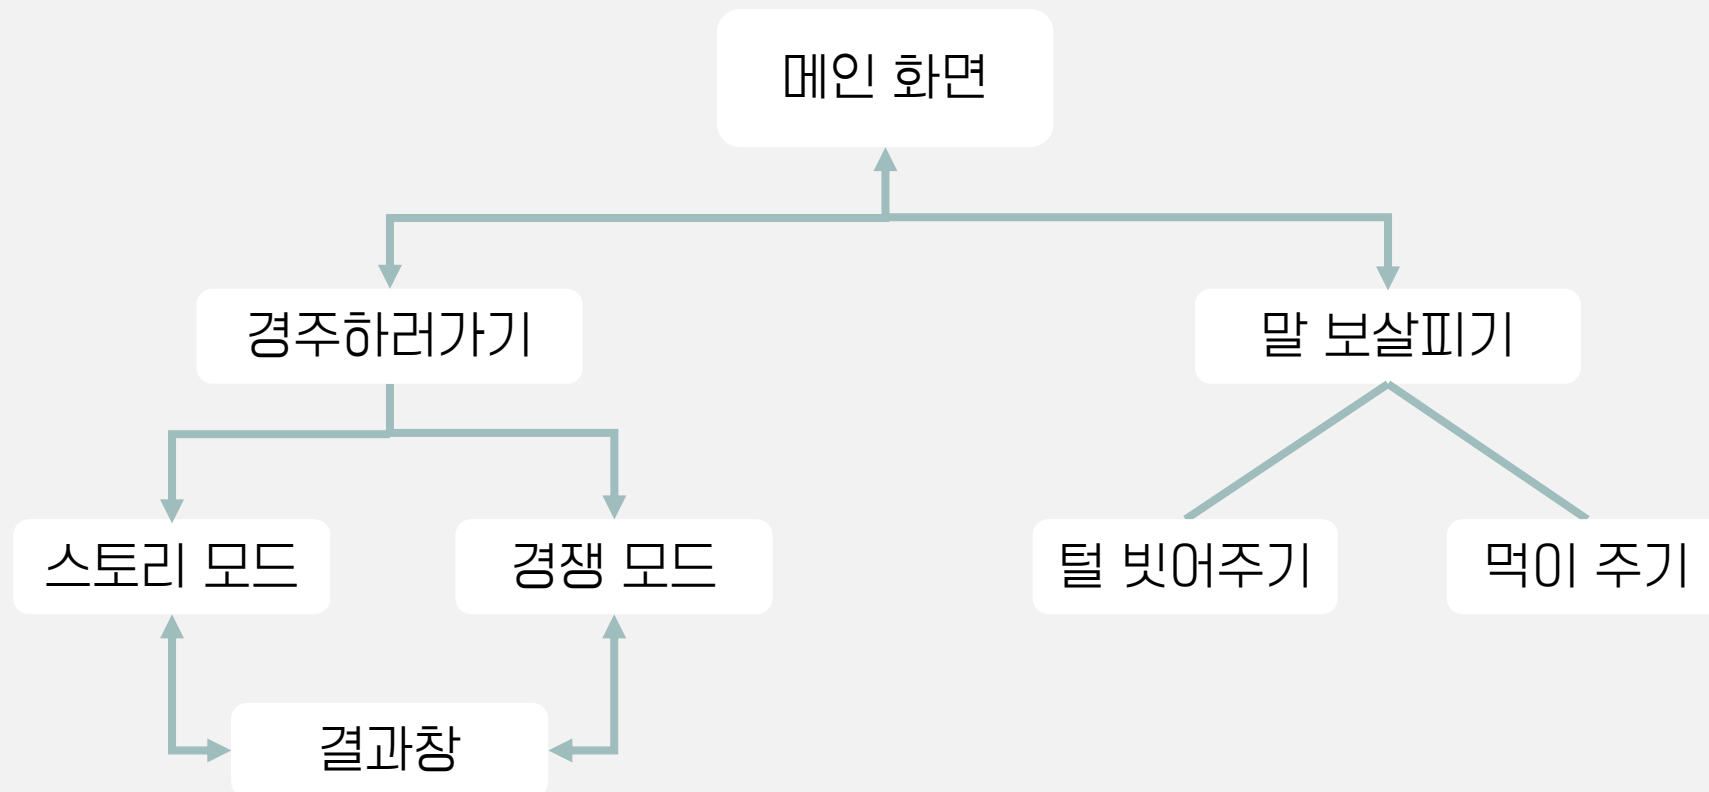 메인 화면
경주하러가기
말 보살피기
스토리 모드
경쟁 모드
털 빗어주기
먹이 주기
결과창